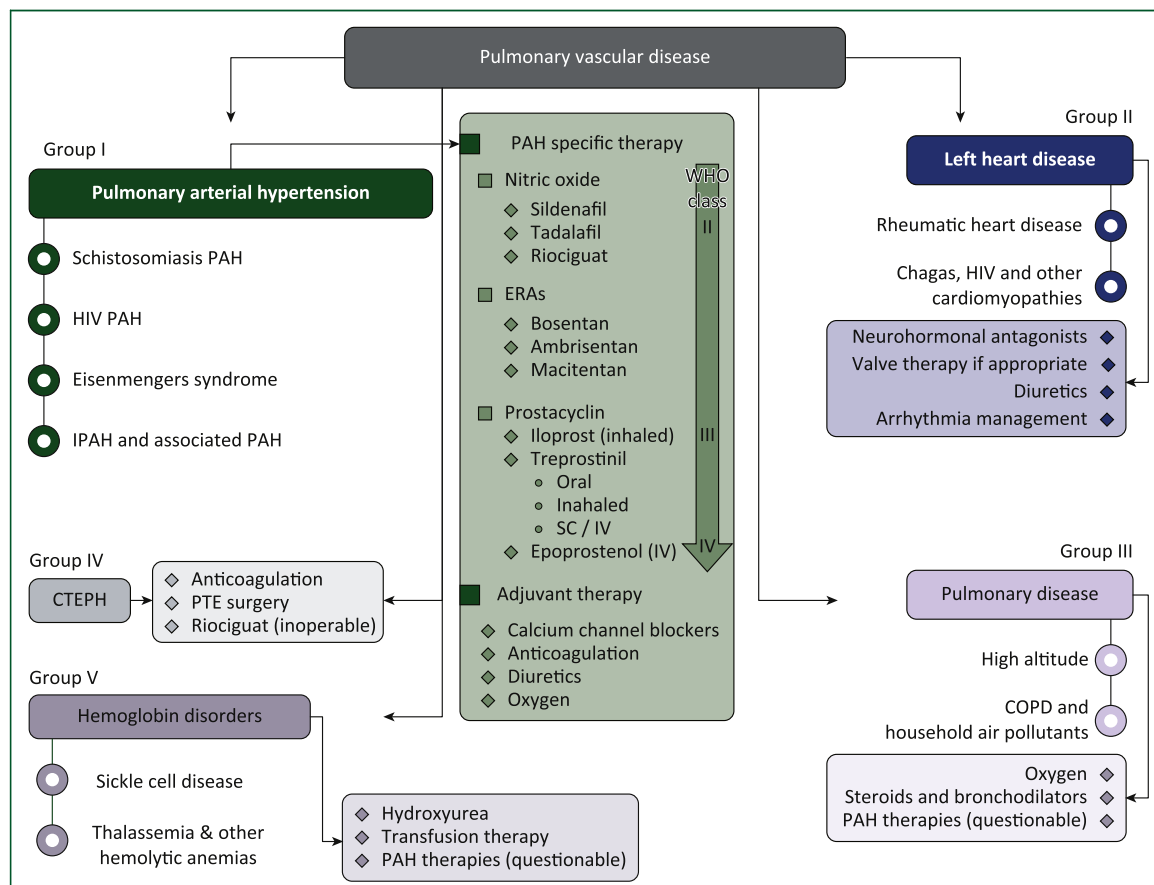 Pulmonary vascular disease
Group I
Pulmonary arterial hypertension
Schistosomiasis PAH
HIV PAH
Eisenmengers syndrome
IPAH and associated PAH
PAH specific therapy
WHO
class
II
III
IV
Nitric oxide
Sildenafil
Tadalafil
Riociguat
ERAs
Bosentan
Ambrisentan
Macitentan
Prostacyclin
Iloprost (inhaled)
Treprostinil
Oral
Inahaled
SC / IV
Epoprostenol (IV)
Adjuvant therapy
Calcium channel blockers
Anticoagulation
Diuretics
Oxygen
Group II
Left heart disease
Rheumatic heart disease
Chagas, HIV and other
cardiomyopathies
Neurohormonal antagonists
Valve therapy if appropriate
Diuretics
Arrhythmia management
Group III
Pulmonary disease
High altitude
COPD and
household air pollutants
Oxygen
Steroids and bronchodilators
PAH therapies (questionable)
Group IV
CTEPH
Anticoagulation
PTE surgery
Riociguat (inoperable)
Group V
Hemoglobin disorders
Sickle cell disease
Thalassemia & other
hemolytic anemias
Hydroxyurea
Transfusion therapy
PAH therapies (questionable)